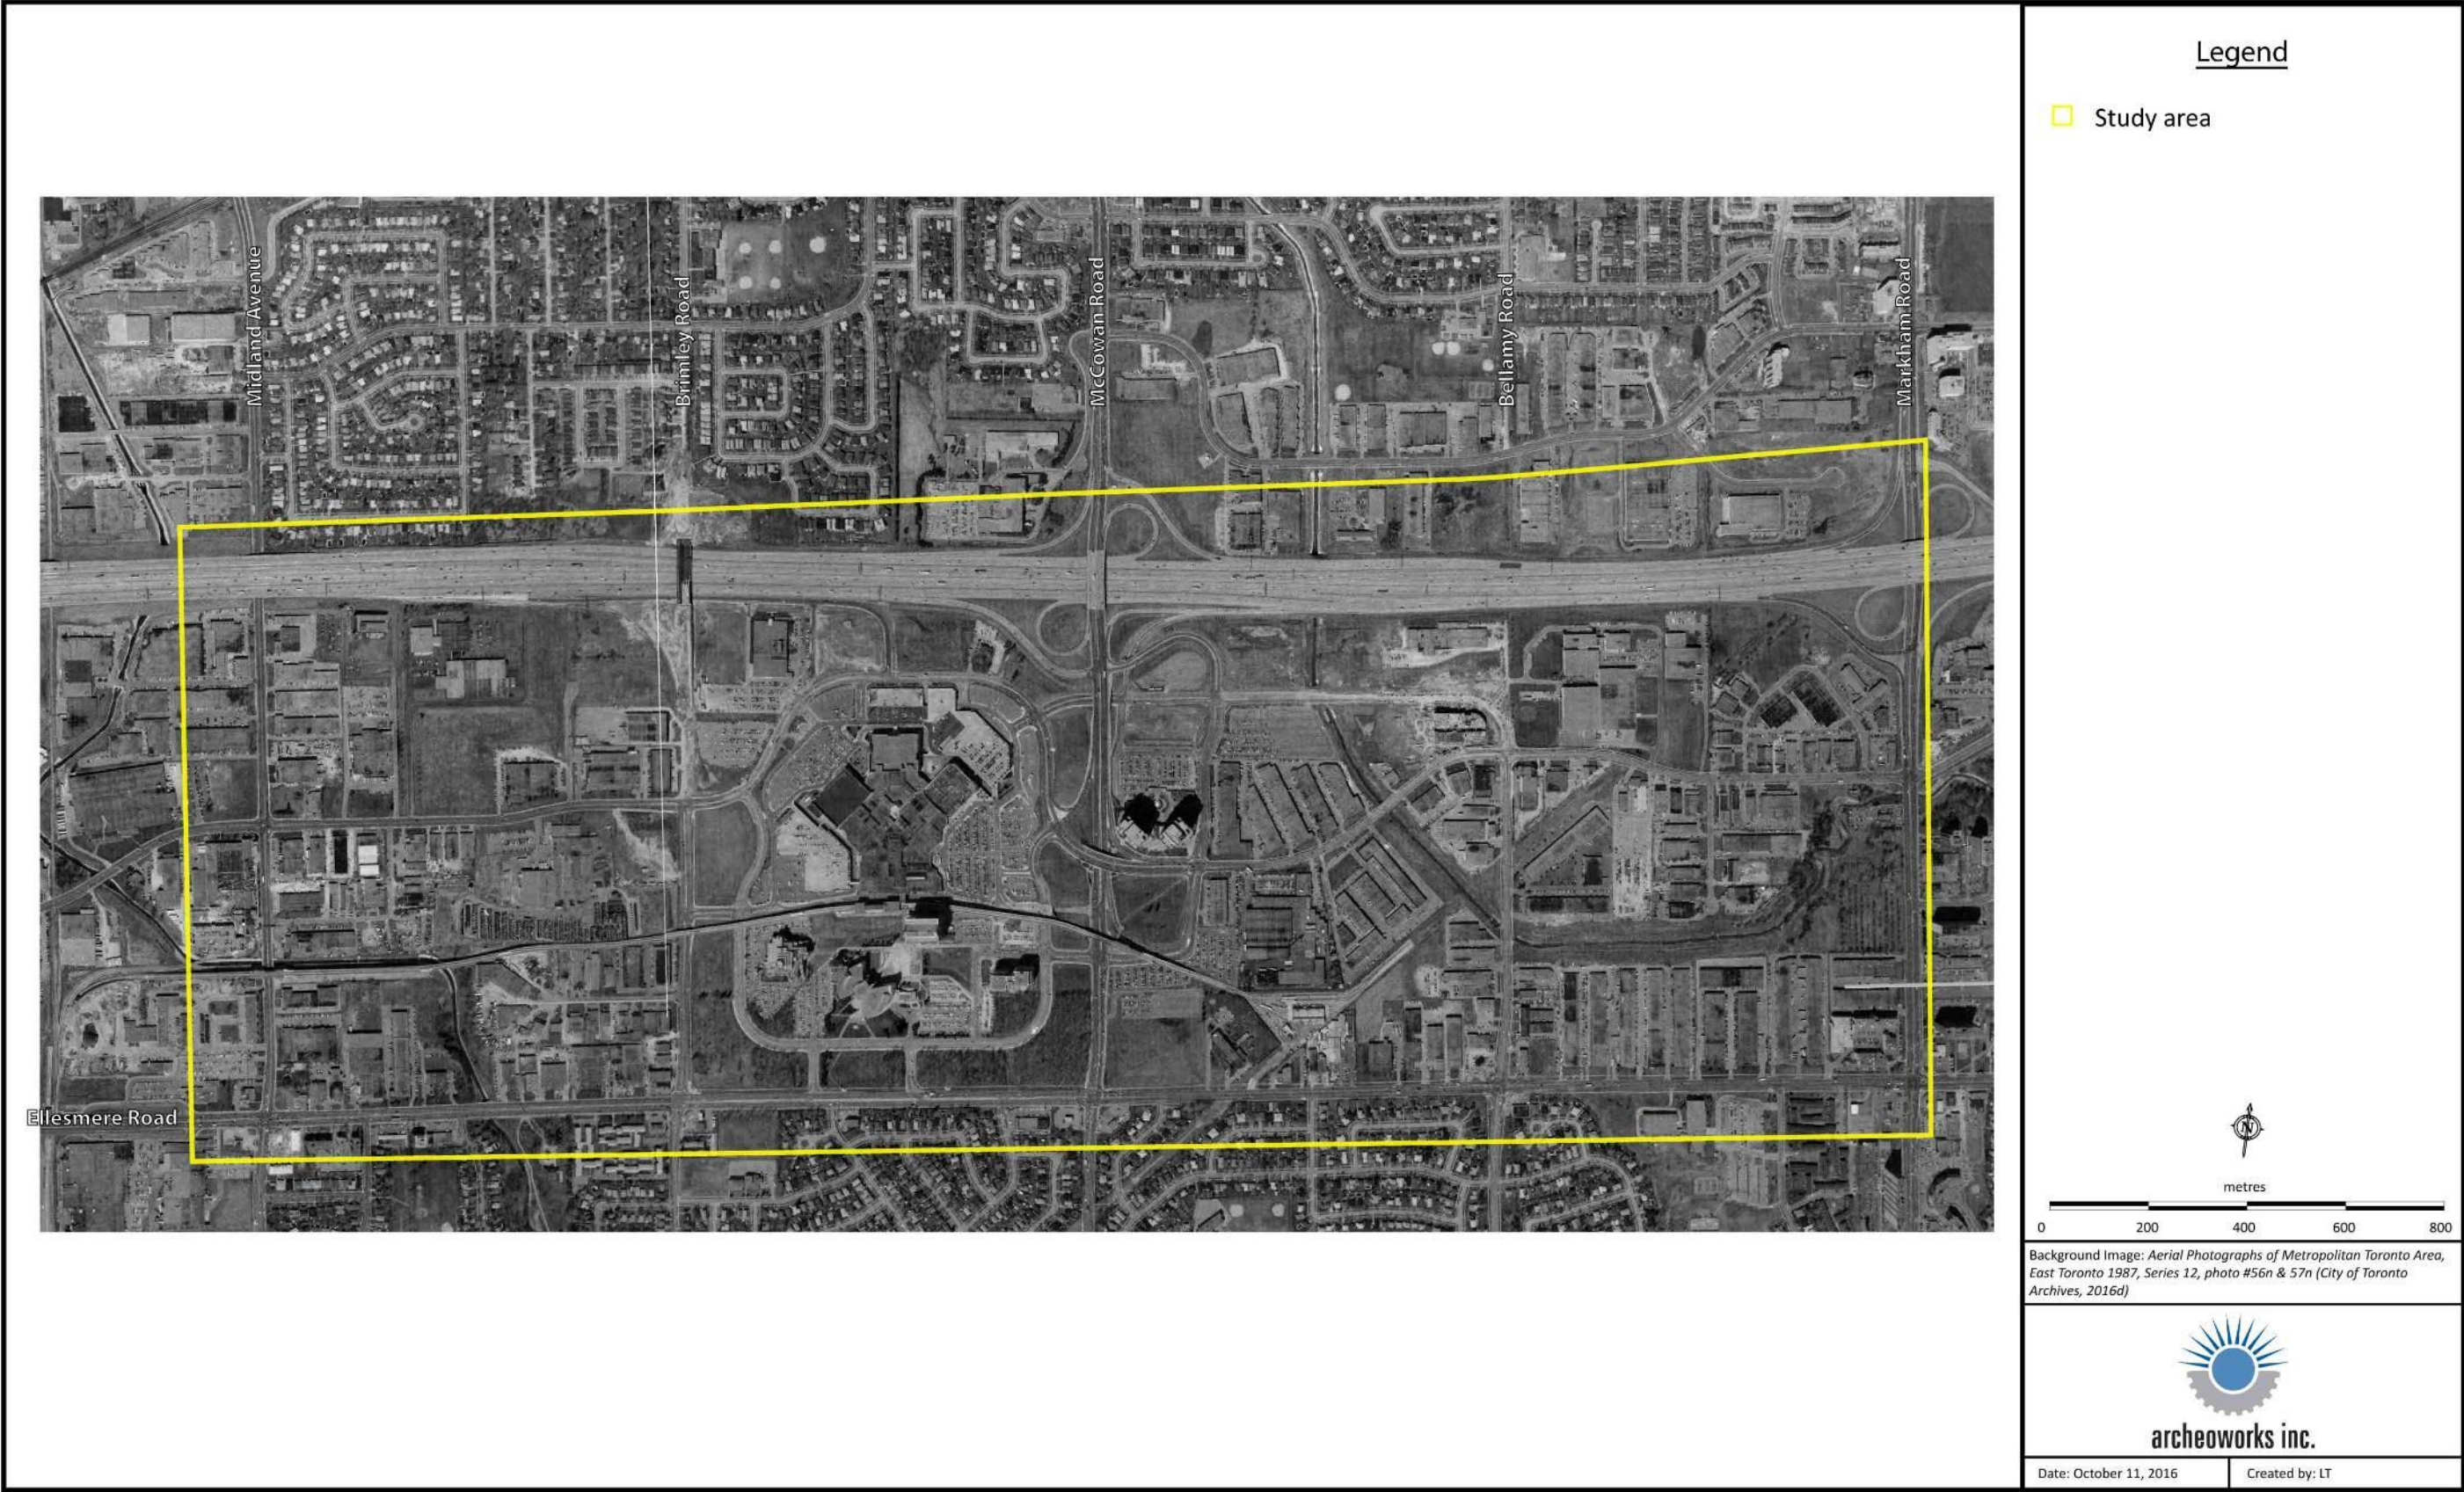 Legend
Study area
Midland Avenue
Brimley Road
McCowan Road
Bellamy Road
Markham Road
Ellesmere Road
N
metres
0 200 400 600 800
Background Image: Aerial Photographs of Metropolitan Toronto Area,
East Toronto 1987, Series 12, photo #56n & 57n (City of Toronto
Archives, 2016d)
archeoworks inc.
Date: October 11, 2016
Created by: LT